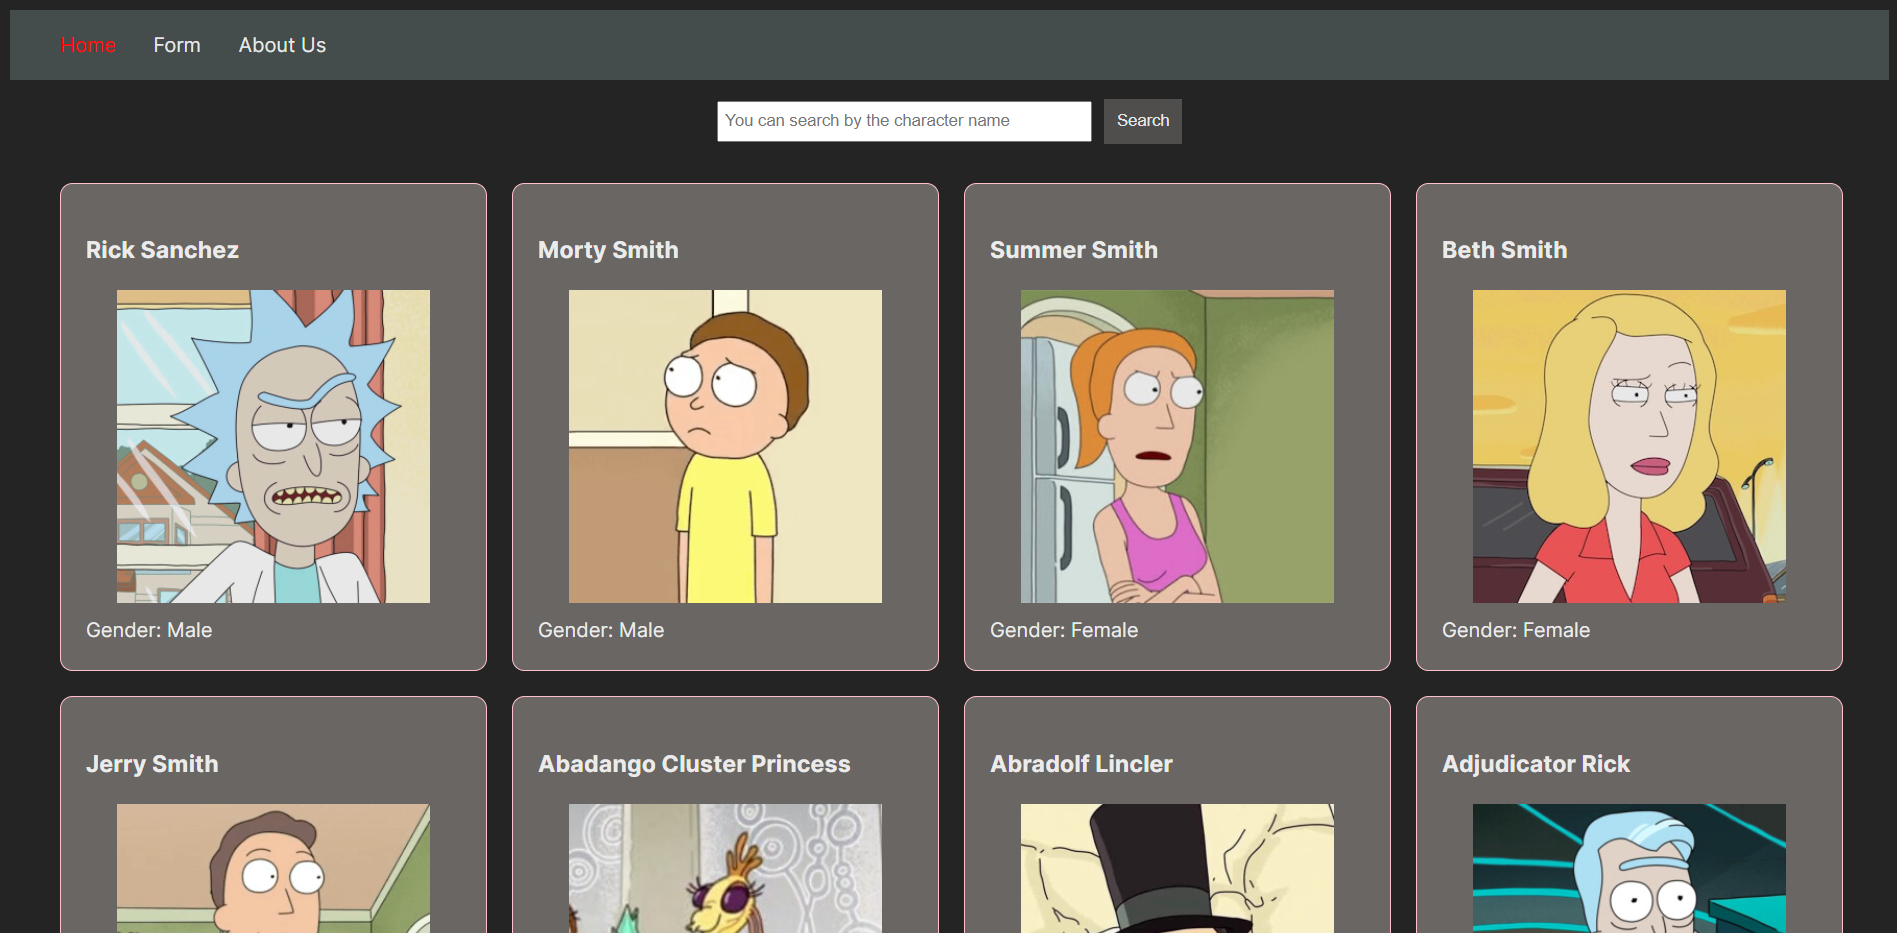 Home Form About Us
You can search by the character name Search
Rick Sanchez
Morty Smith
Summer Smith
Beth Smith
Gender: Male
Gender: Male
Gender: Female
Gender: Female
Jerry Smith
Abadango Cluster Princess
Abradolf Lincler
Adjudicator Rick